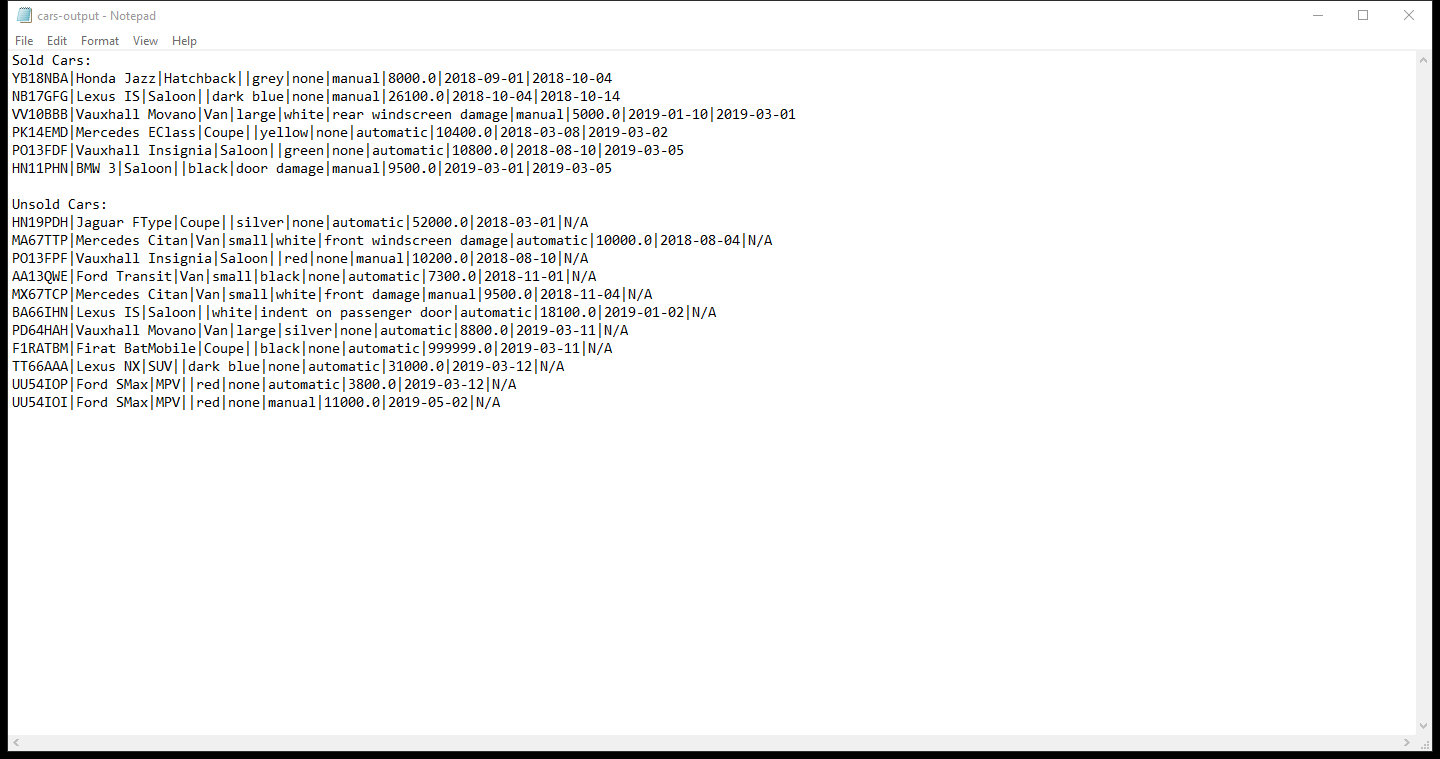 cars-output - Notepad
File Edit Format View Help
Sold Cars:
YB18NBA|Honda Jazz|Hatchback||grey|none|manual|8000.0|2018-09-01|2018-10-04
NB17GFG|Lexus IS|Saloon||dark blue|none|manual|26100.0|2018-10-04|2018-10-14
VV10BBB|Vauxhall Movano|Van|large|white|rear windscreen damage|manual|5000.0|2019-01-10|2019-03-01
PK14EMD|Mercedes EClass|Coupe||yellow|none|automatic|10400.0|2018-03-08|2019-03-02
PO13FDF|Vauxhall Insignia|Saloon||green|none|automatic|10800.0|2018-08-10|2019-03-05
HN11PHN|BMW 3|Saloon||black|door damage|manual|9500.0|2019-03-01|2019-03-05

Unsold Cars:
HN19PDH|Jaguar FType|Coupe||silver|none|automatic|52000.0|2018-03-01|N/A
MA67TTP|Mercedes Citan|Van|small|white|front windscreen damage|automatic|10000.0|2018-08-04|N/A
PO13FPF|Vauxhall Insignia|Saloon||red|none|manual|10200.0|2018-08-10|N/A
AA13QWE|Ford Transit|Van|small|black|none|automatic|7300.0|2018-11-01|N/A
MX67TCP|Mercedes Citan|Van|small|white|front damage|manual|9500.0|2018-11-04|N/A
BA66IHN|Lexus IS|Saloon||white|indent on passenger door|automatic|18100.0|2019-01-02|N/A
PD64HAH|Vauxhall Movano|Van|large|silver|none|automatic|8800.0|2019-03-11|N/A
F1RATBM|Firat BatMobile|Coupe||black|none|automatic|999999.0|2019-03-11|N/A
TT66AAA|Lexus NX|SUV||dark blue|none|automatic|31000.0|2019-03-12|N/A
UU54IOP|Ford SMax|MPV||red|none|automatic|3800.0|2019-03-12|N/A
UU54IOI|Ford SMax|MPV||red|none|manual|11000.0|2019-05-02|N/A